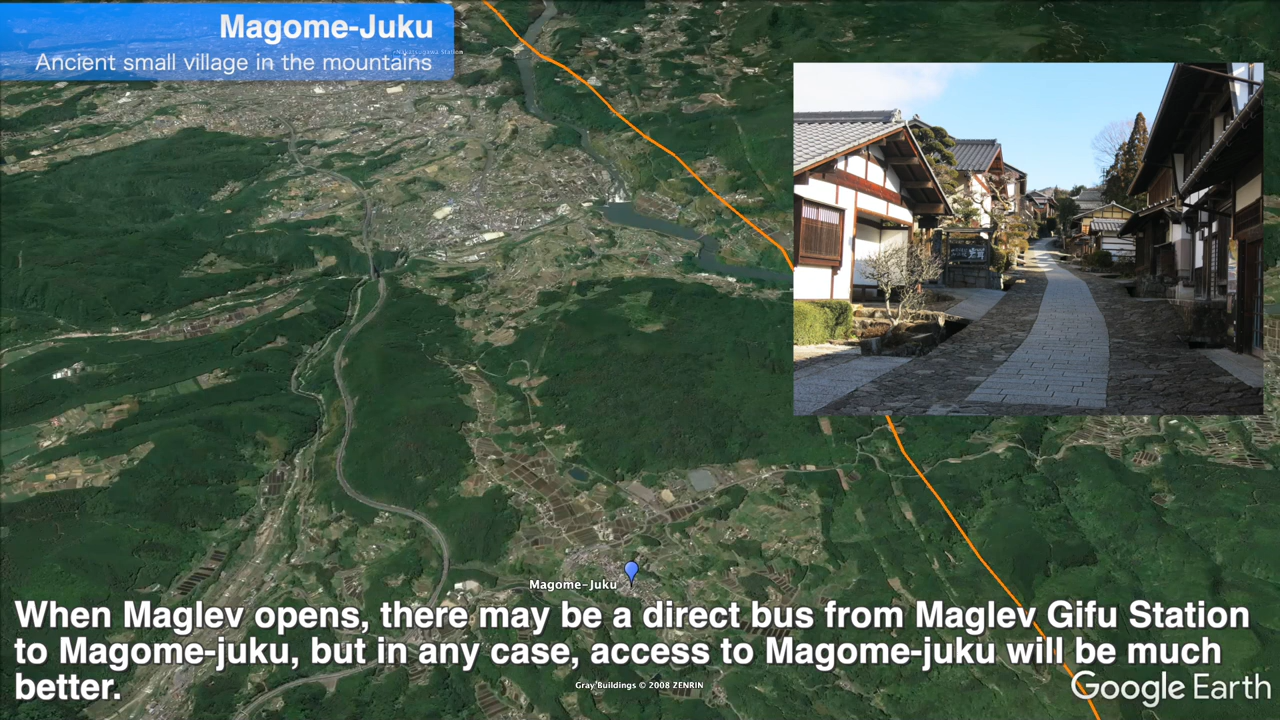 Magome-Juku
Ancient small village in the mountains
Nakatsugawa Station
Magome-Juku
When Maglev opens, there may be a direct bus from Maglev Gifu Station
to Magome-juku, but in any case, access to Magome-juku will be much
better.
Gray Buildings © 2008 ZENRIN
Google Earth